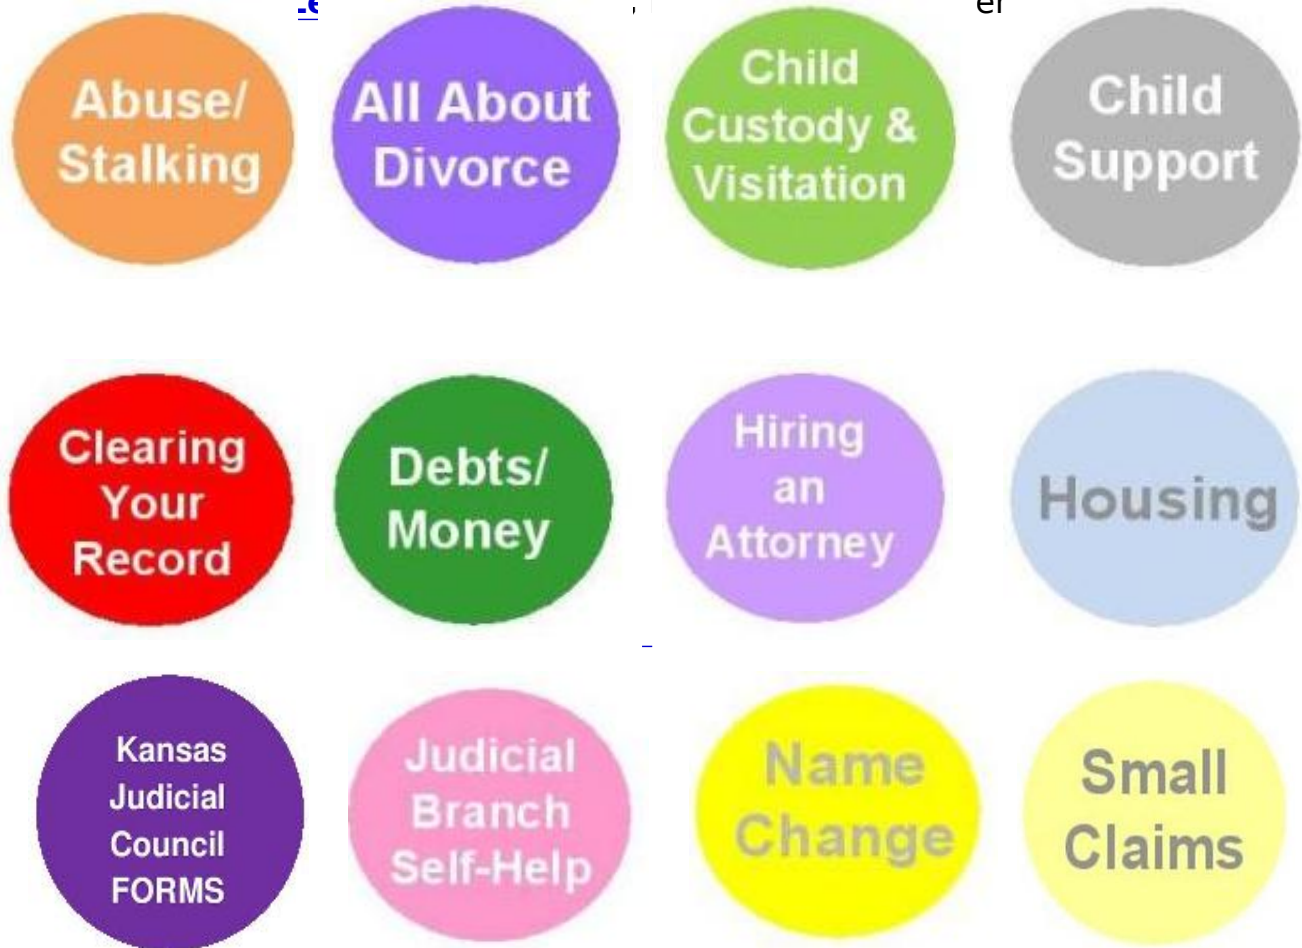 er
Abuse/
Stalking
All About
Divorce
Child
Custody &
Visitation
Child
Support
Clearing
Your
Record
Debts/
Money
Hiring
an
Attorney
Housing
Kansas
Judicial
Council
FORMS
Judicial
Branch
Self-Help
Name
Change
Small
Claims